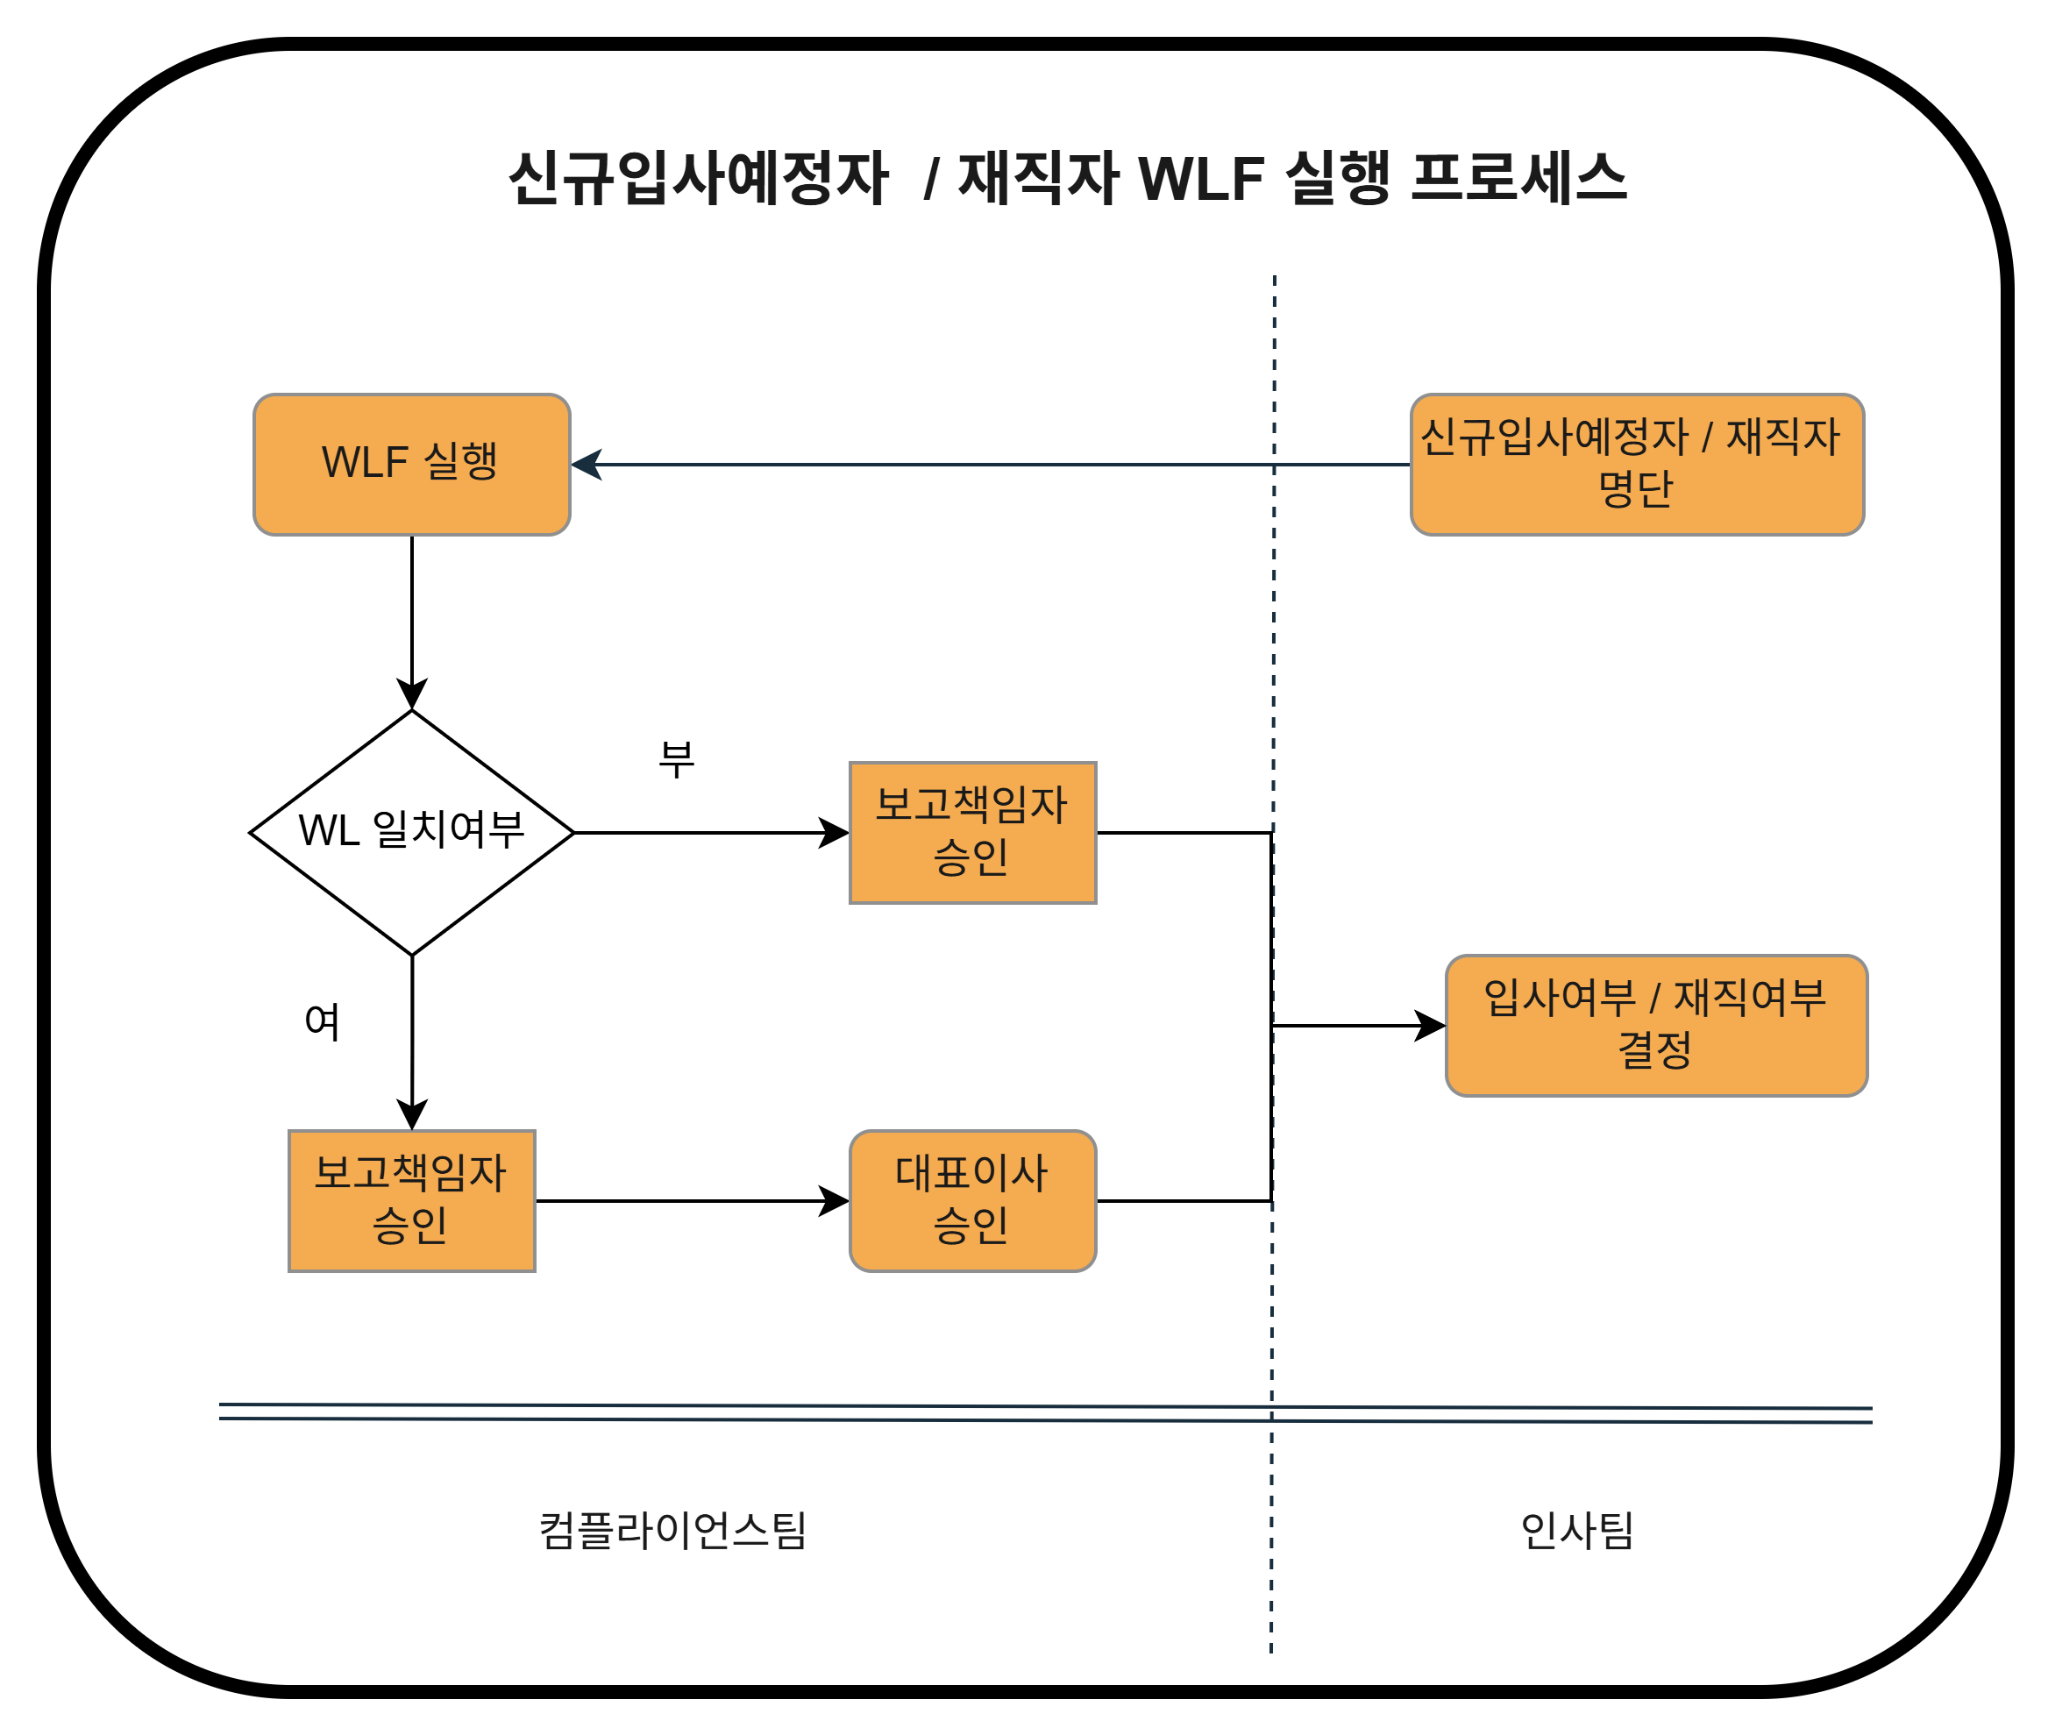 신규입사예정자 / 재직자 WLF 실행 프로세스
WLF 실행
신규입사예정자 / 재직자
명단
부
WL 일치여부
보고책임자
승인
여
입사여부 / 재직여부
결정
보고책임자
승인
대표이사
승인
컴플라이언스팀
인사팀